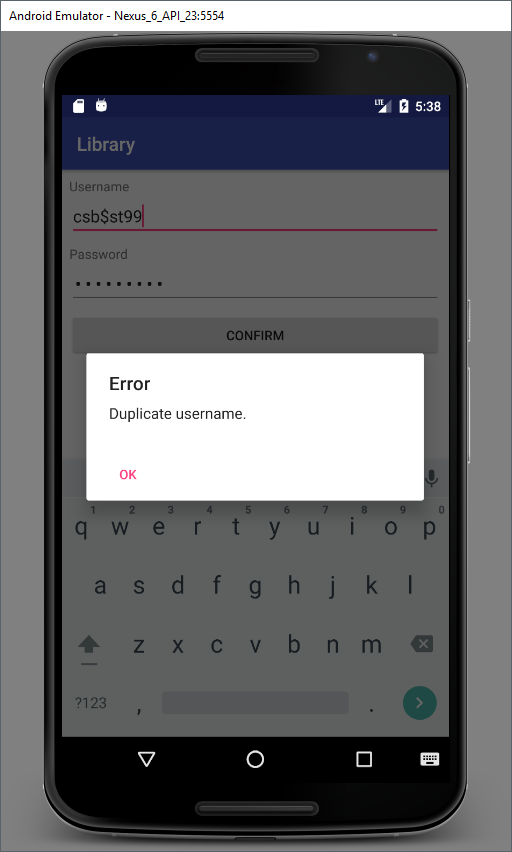 Android Emulator - Nexus_6_API_23:5554
LTE 5:38
Library
Username
csb$st99
Password
•••••••••
CONFIRM
Error
Duplicate username.
OK
1 2 3 4 5 6 7 8 9 0
q w e r t y u i o p
a s d f g h j k l
z x c v b n m
?123 , .